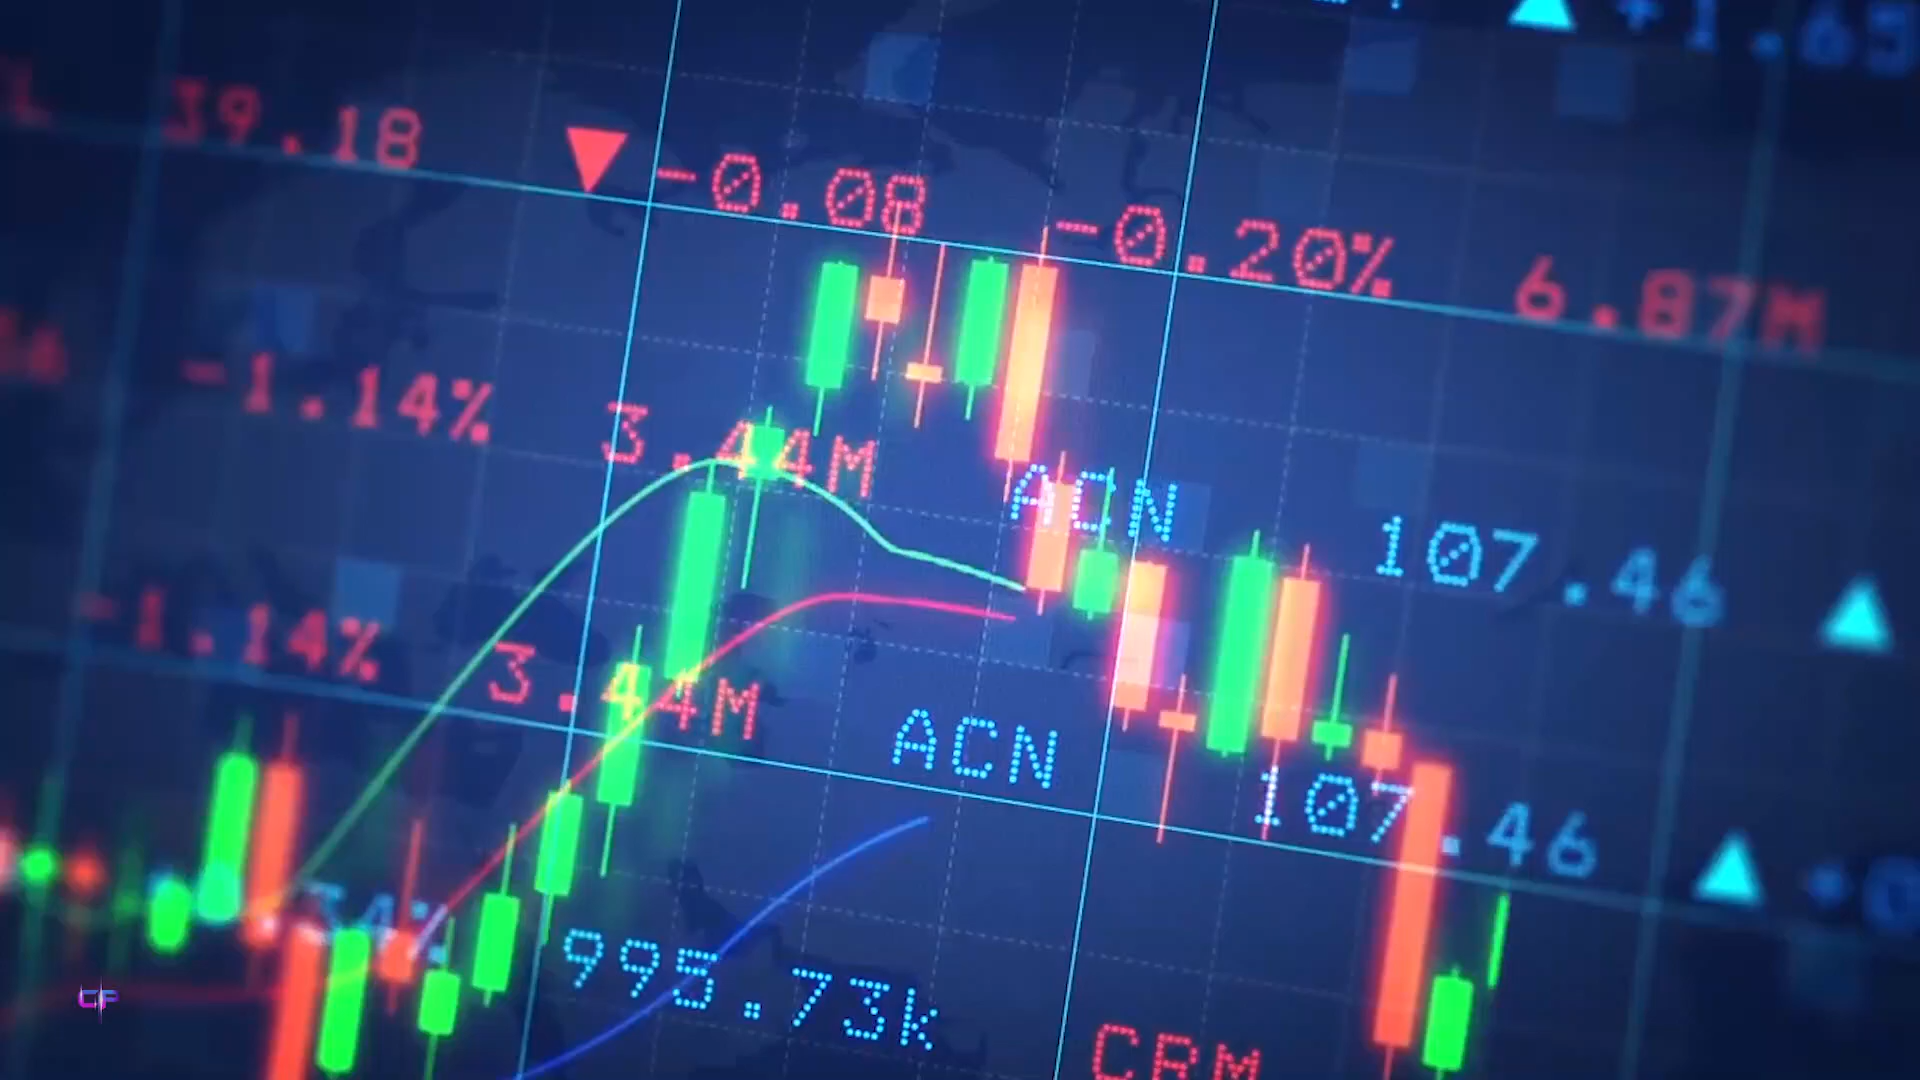 39.18 ▼ -0.08 -0.20% 6.87M
-1.14% 3.44M ACN 107.46 ▲
-1.14% 3.44M ACN 107.46 ▲
995.73k CRM
CP